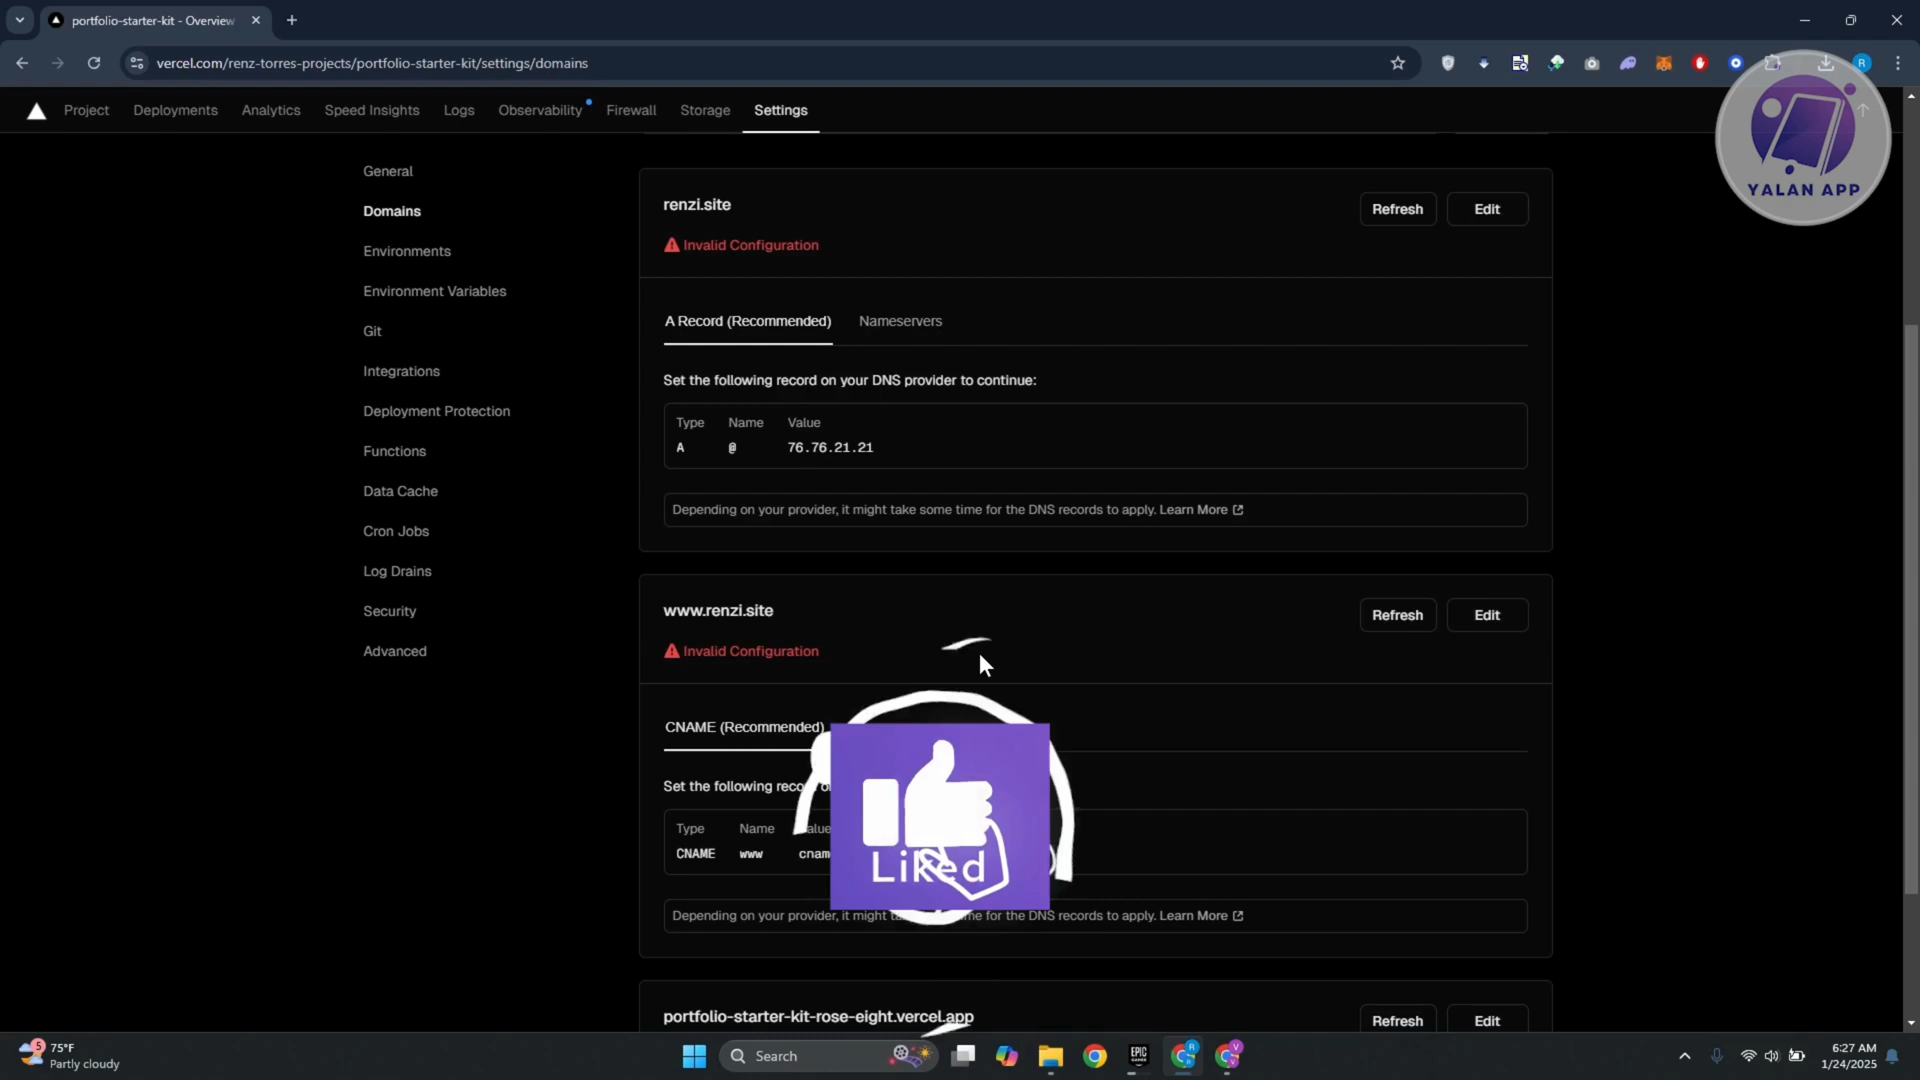 portfolio-starter-kit - Overview
vercel.com/renz-torres-projects/portfolio-starter-kit/settings/domains
R
Project Deployments Analytics Speed Insights Logs Observability Firewall Storage Settings
YALAN APP
General
Domains
Environments
Environment Variables
Git
Integrations
Deployment Protection
Functions
Data Cache
Cron Jobs
Log Drains
Security
Advanced
renzi.site
Refresh Edit
Invalid Configuration
A Record (Recommended) Nameservers
Set the following record on your DNS provider to continue:
Type Name Value
A @ 76.76.21.21
Depending on your provider, it might take some time for the DNS records to apply. Learn More
www.renzi.site
Refresh Edit
Invalid Configuration
CNAME (Recommended)
Set the following
Type Name
CNAME www
Liked
Depending on your provider, it might for the DNS records to apply. Learn More
portfolio-starter-kit-rose-eight.vercel.app
Refresh Edit
5
75°F
Partly cloudy
Search
EPIC GAMES
R
V
6:27 AM
1/24/2025